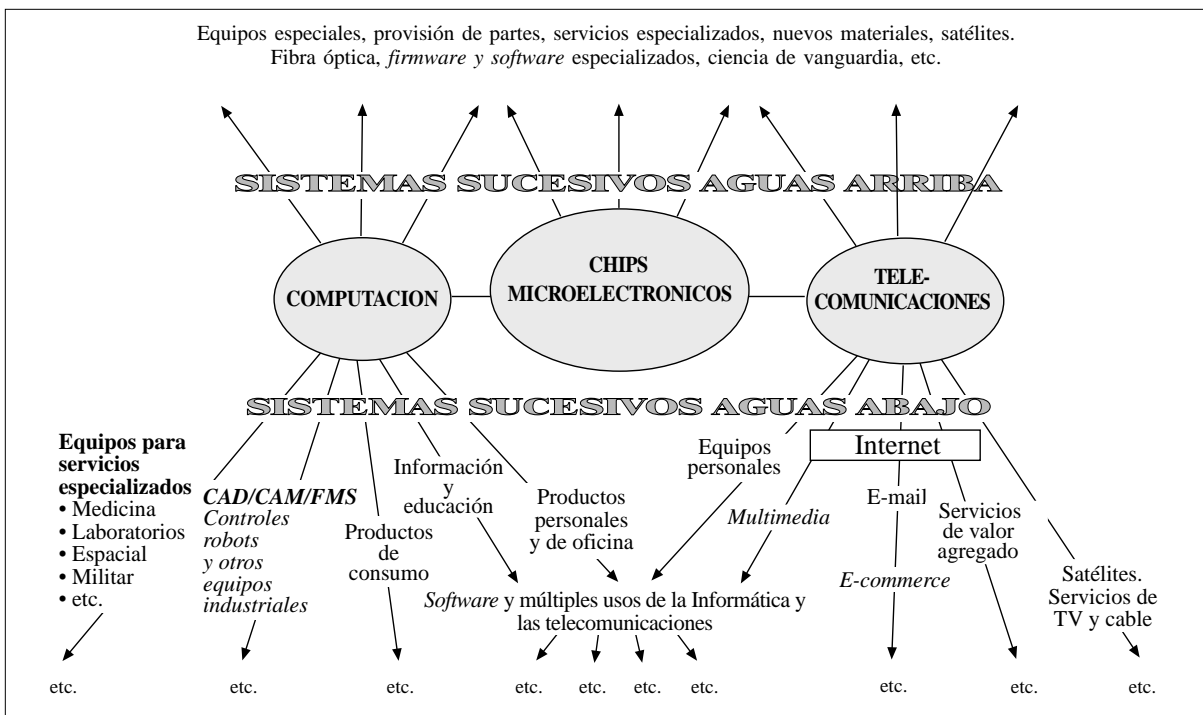 Equipos especiales, provisión de partes, servicios especializados, nuevos materiales, satélites.
Fibra óptica, firmware y software especializados, ciencia de vanguardia, etc.
SISTEMAS SUCESIVOS AGUAS ARRIBA
COMPUTACION
CHIPS
MICROELECTRONICOS
TELE-
COMUNICACIONES
SISTEMAS SUCESIVOS AGUAS ABAJO
Equipos para
servicios
especializados
• Medicina
• Laboratorios
• Espacial
• Militar
• etc.
CAD/CAM/FMS
Controles
robots
y otros
equipos
industriales
Productos
de
consumo
Información
y
educación
Productos
personales
y de oficina
Equipos
personales
Multimedia
Internet
E-mail
E-commerce
Servicios
de valor
agregado
Satélites.
Servicios de
TV y cable
Software y múltiples usos de la Informática y
las telecomunicaciones
etc.
etc.
etc.
etc.
etc.
etc.
etc.
etc.
etc.
etc.